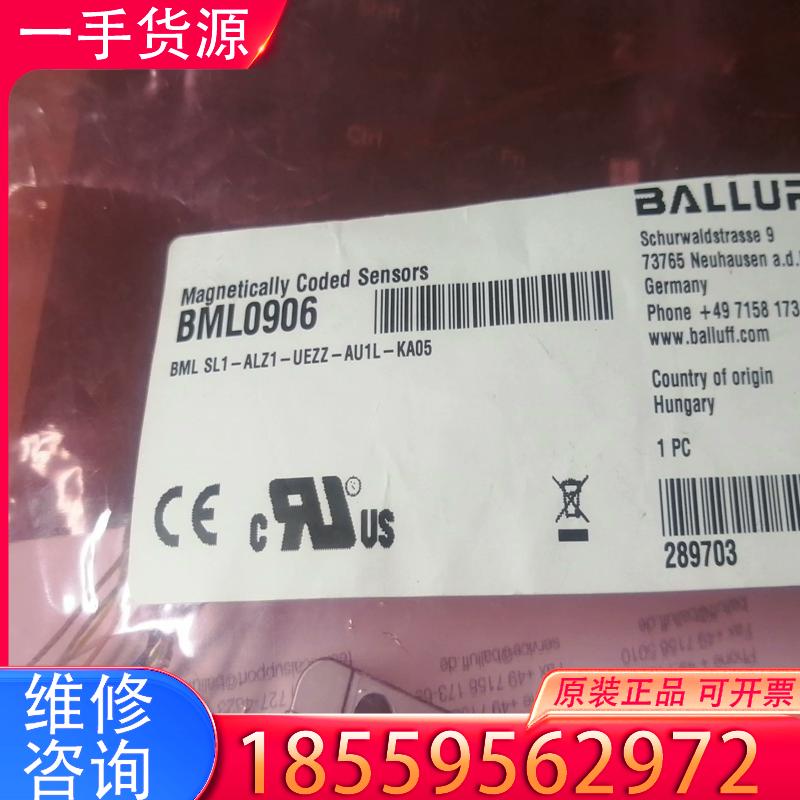 一手货源
BALLUF
Schurwaldstrasse 9
73765 Neuhausen a.d.
Germany
Phone +49 7158 173
www.balluff.com
Magnetically Coded Sensors
BML0906
BML SL1-ALZ1-UEZZ-AU1L-KA05
Country of origin
Hungary
1 PC
CE
c RU US
289703
维修
咨询
原装正品 可开票
18559562972